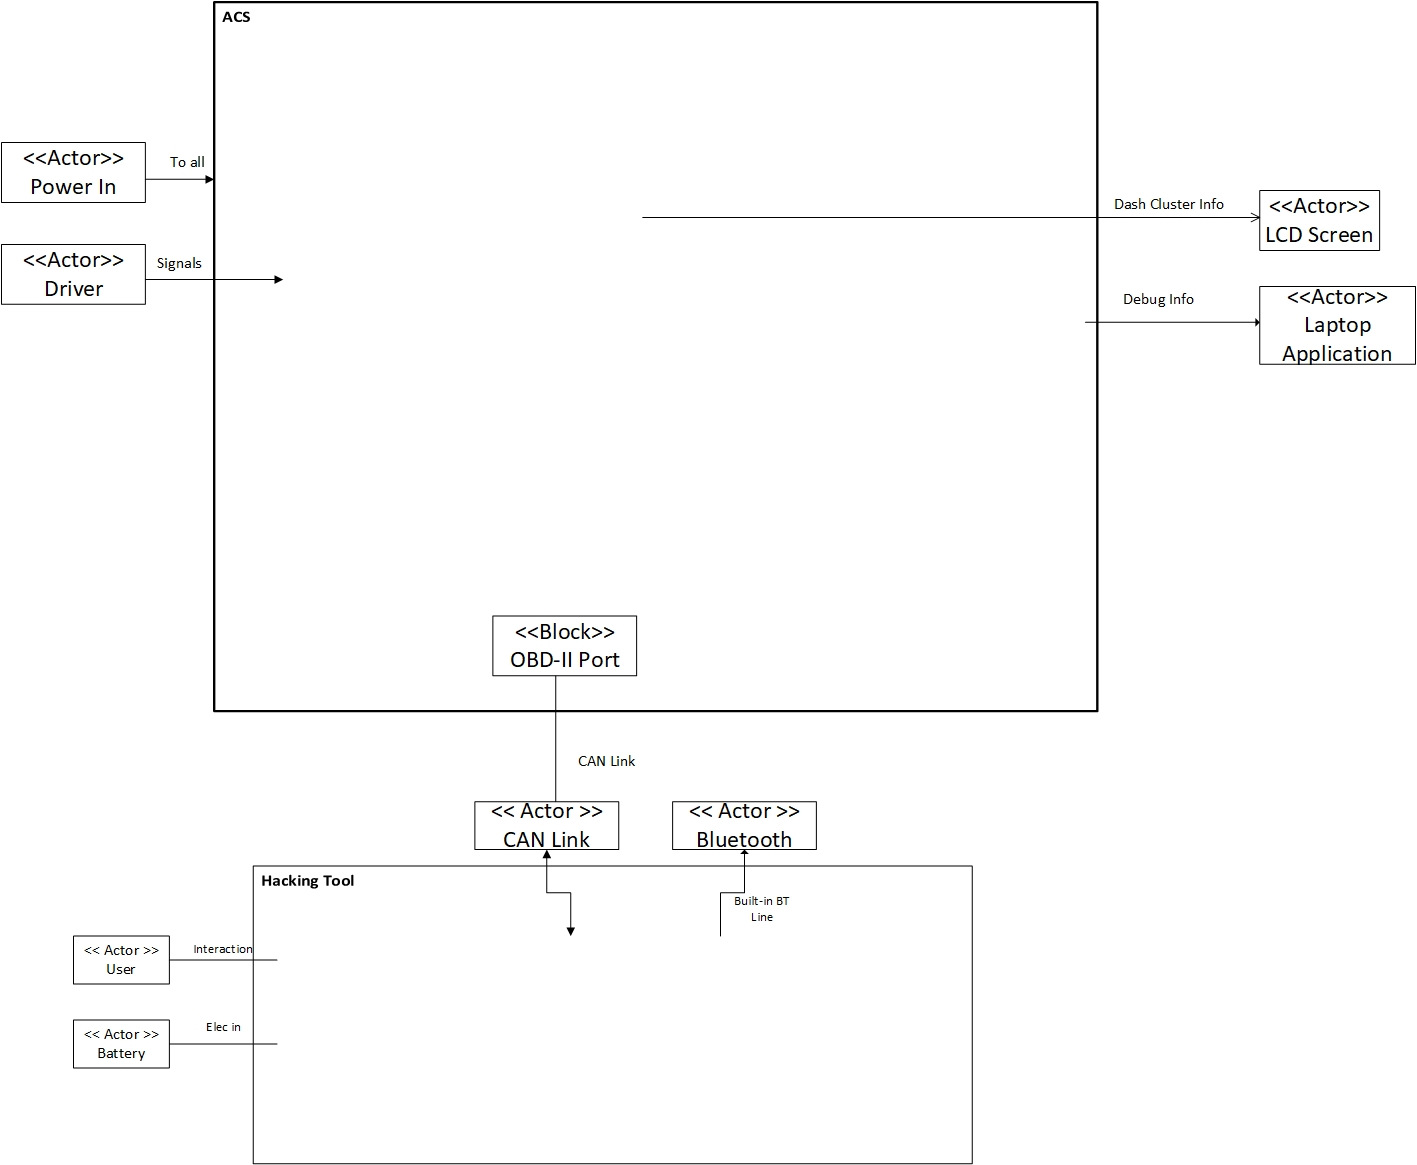 ACS
<<Actor>>
Power In
To all
<<Actor>>
Driver
Signals
Dash Cluster Info
<<Actor>>
LCD Screen
Debug Info
<<Actor>>
Laptop
Application
<<Block>>
OBD-II Port
CAN Link
<< Actor >>
CAN Link
<< Actor >>
Bluetooth
Hacking Tool
Built-in BT
Line
<< Actor >>
User
Interaction
<< Actor >>
Battery
Elec in